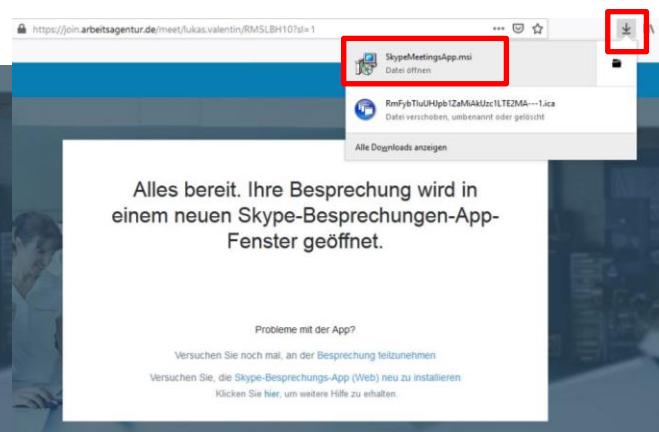 https://join.arbeitsagentur.de/meet/lukas.valentin/RMSLBH10?sl=1
SkypeMeetingsApp.msi
Datei öffnen
Datei verschoben, umbenannt oder gelöscht
Alle Downloads anzeigen
Alles bereit. Ihre Besprechung wird in
einem neuen Skype-Besprechungen-App-
Fenster geöffnet.
Probleme mit der App?
Versuchen Sie noch mal, an der Besprechung teilzunehmen
Versuchen Sie, die Skype-Besprechungs-App (Web) neu zu installieren
Klicken Sie hier, um weitere Hilfe zu erhalten.